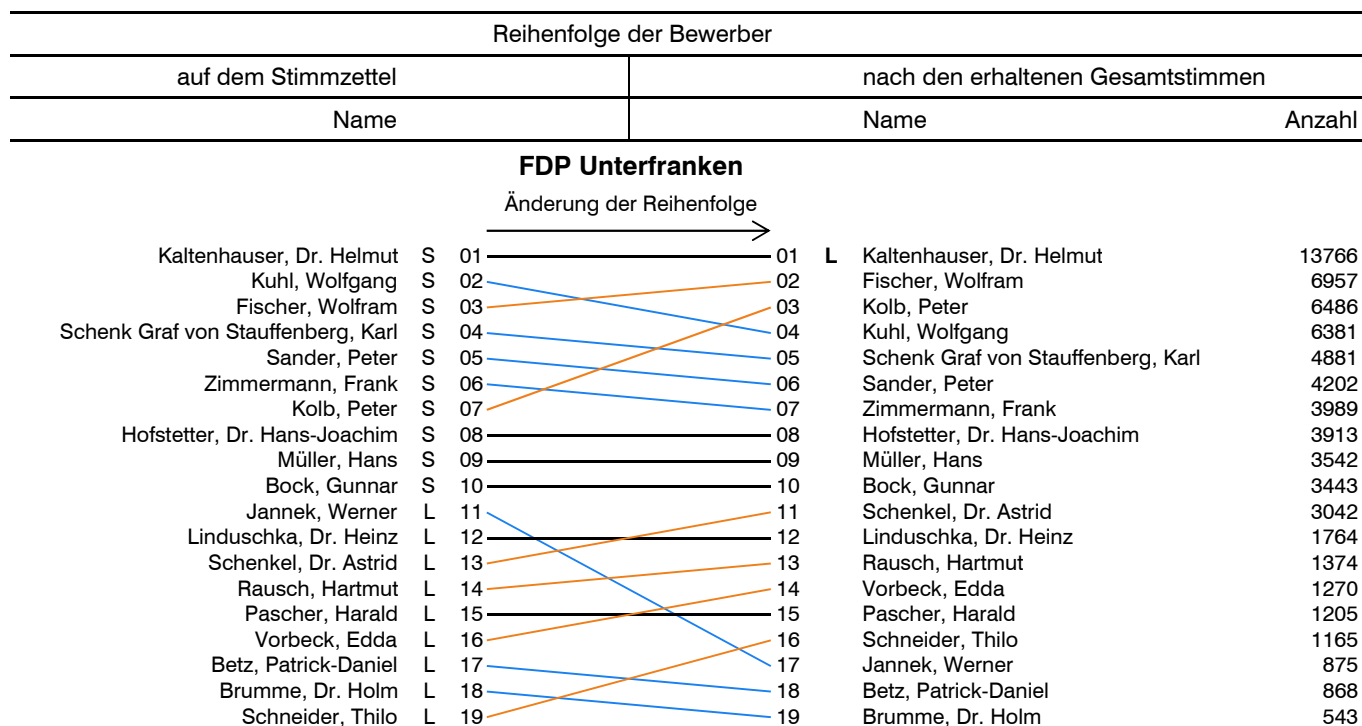 Reihenfolge der Bewerber
auf dem Stimmzettel nach den erhaltenen Gesamtstimmen
Name Name Anzahl
FDP Unterfranken
Änderung der Reihenfolge
Kaltenhauser, Dr. Helmut S 01 01 L Kaltenhauser, Dr. Helmut 13766
Kuhl, Wolfgang S 02 02 Fischer, Wolfram 6957
Fischer, Wolfram S 03 03 Kolb, Peter 6486
Schenk Graf von Stauffenberg, Karl S 04 04 Kuhl, Wolfgang 6381
Sander, Peter S 05 05 Schenk Graf von Stauffenberg, Karl 4881
Zimmermann, Frank S 06 06 Sander, Peter 4202
Kolb, Peter S 07 07 Zimmermann, Frank 3989
Hofstetter, Dr. Hans-Joachim S 08 08 Hofstetter, Dr. Hans-Joachim 3913
Müller, Hans S 09 09 Müller, Hans 3542
Bock, Gunnar S 10 10 Bock, Gunnar 3443
Jannek, Werner L 11 11 Schenkel, Dr. Astrid 3042
Linduschka, Dr. Heinz L 12 12 Linduschka, Dr. Heinz 1764
Schenkel, Dr. Astrid L 13 13 Rausch, Hartmut 1374
Rausch, Hartmut L 14 14 Vorbeck, Edda 1270
Pascher, Harald L 15 15 Pascher, Harald 1205
Vorbeck, Edda L 16 16 Schneider, Thilo 1165
Betz, Patrick-Daniel L 17 17 Jannek, Werner 875
Brumme, Dr. Holm L 18 18 Betz, Patrick-Daniel 868
Schneider, Thilo L 19 19 Brumme, Dr. Holm 543